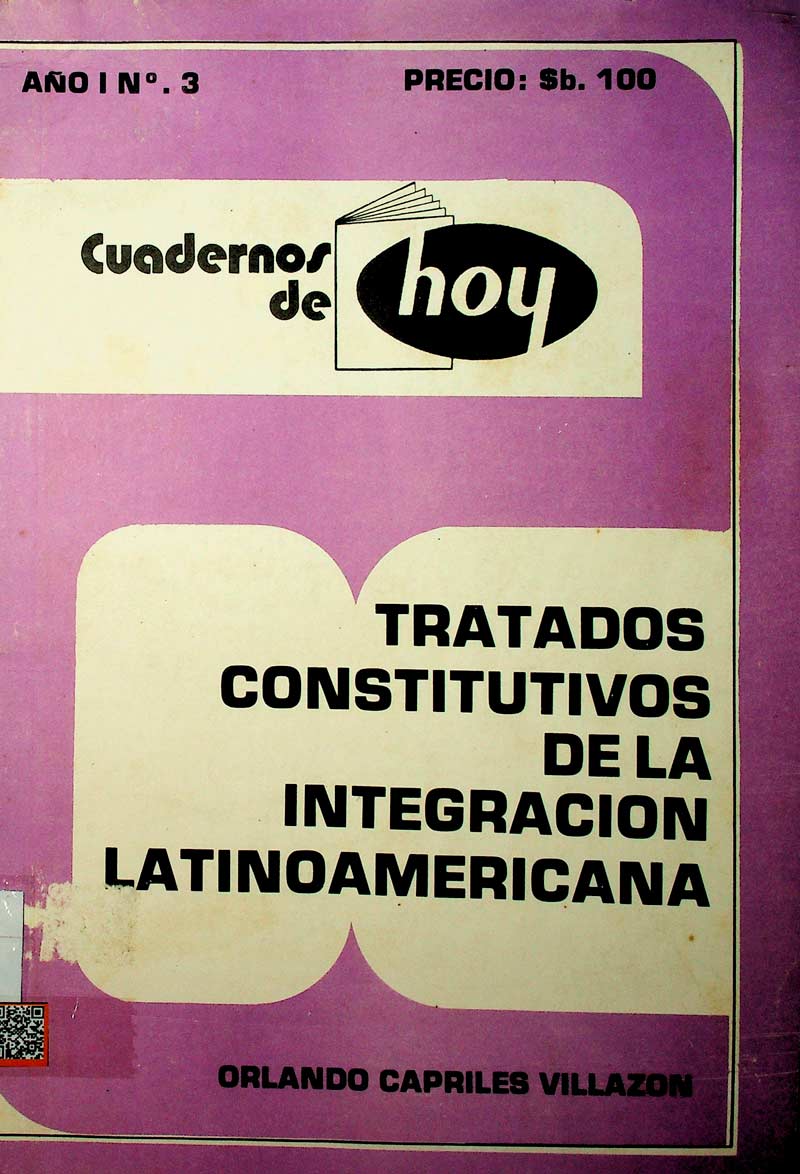 AÑO I Nº. 3
PRECIO: $b. 100
Cuadernos
de
hoy
TRATADOS
CONSTITUTIVOS
DE LA
INTEGRACION
LATINOAMERICANA
ORLANDO CAPRILES VILLAZON